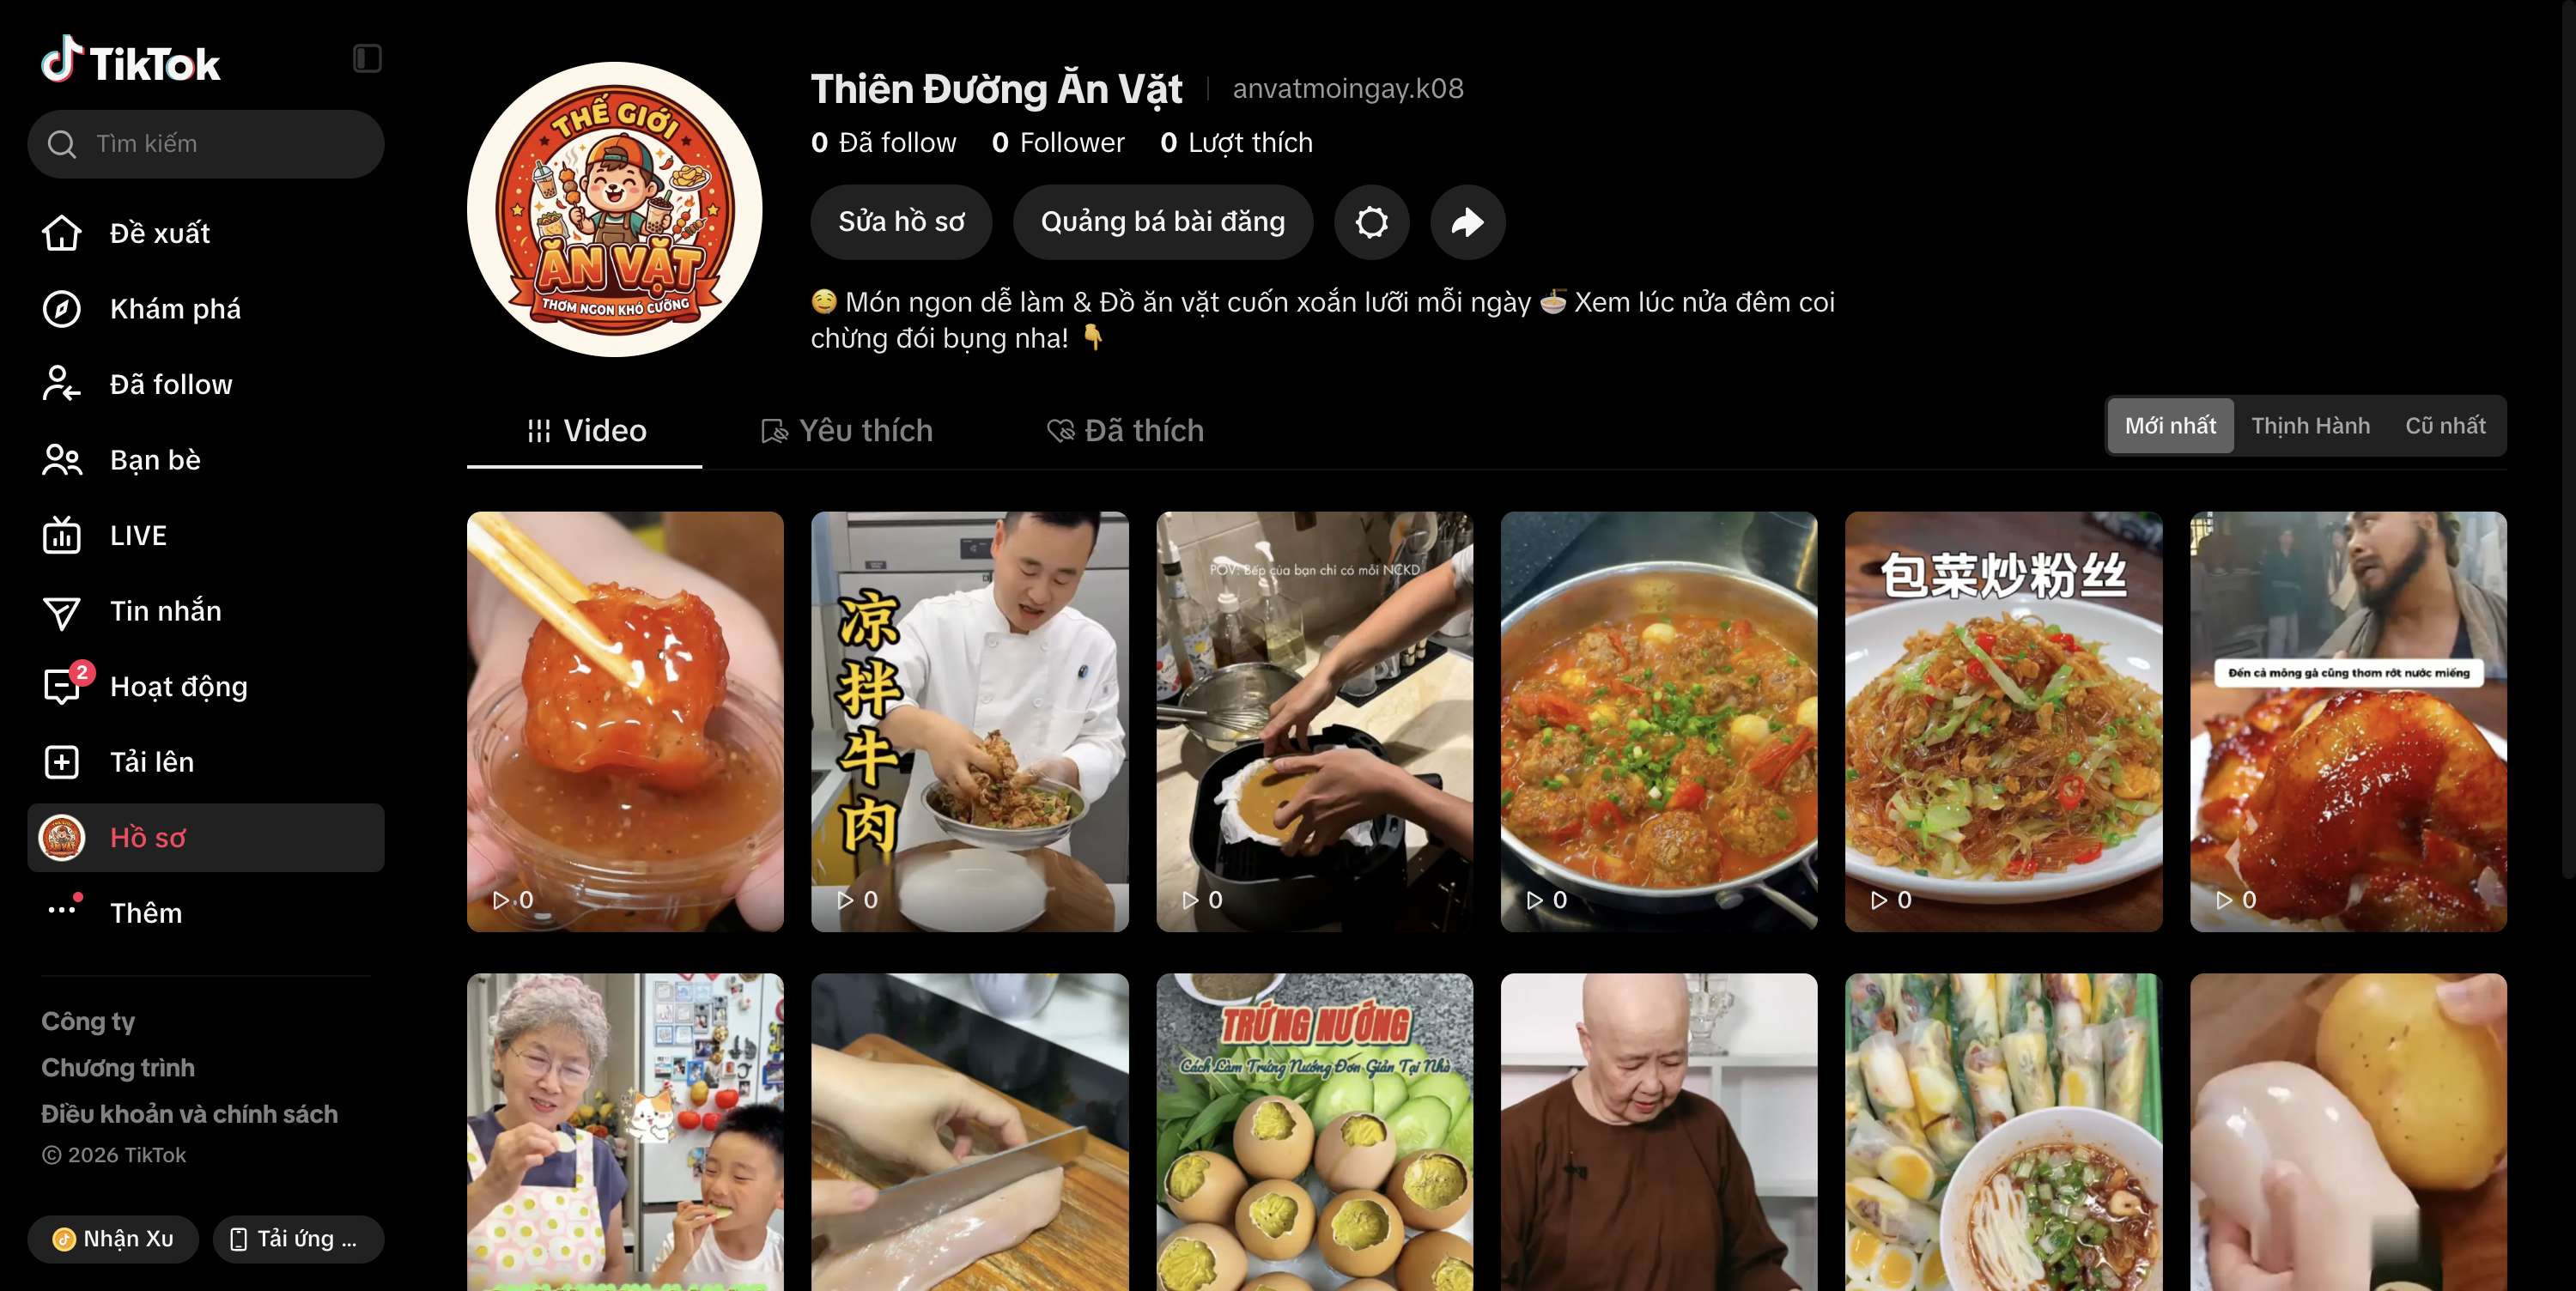 TikTok
Tìm kiếm
Đề xuất
Khám phá
Đã follow
Bạn bè
LIVE
Tin nhắn
2
Hoạt động
Tải lên
Hồ sơ
Thêm
Công ty
Chương trình
Điều khoản và chính sách
© 2026 TikTok
Nhận Xu
Tải ứng ...
THẾ GIỚI
ĂN VẶT
THƠM NGON KHÓ CƯỠNG
Thiên Đường Ăn Vặt anvatmoingay.k08
0 Đã follow 0 Follower 0 Lượt thích
Sửa hồ sơ Quảng bá bài đăng
🤤 Món ngon dễ làm & Đồ ăn vặt cuốn xoắn lưỡi mỗi ngày 🍜 Xem lúc nửa đêm coi
chừng đói bụng nha! 👇
Video Yêu thích Đã thích
Mới nhất Thịnh Hành Cũ nhất
0
凉拌牛肉
0
POV: Bếp của bạn chỉ có mỗi NCKD
0
0
包菜炒粉丝
0
Đến cả mông gà cũng thơm rớt nước miếng
0
TRỨNG NƯỚNG
Cách Làm Trứng Nướng Đơn Giản Tại Nhà